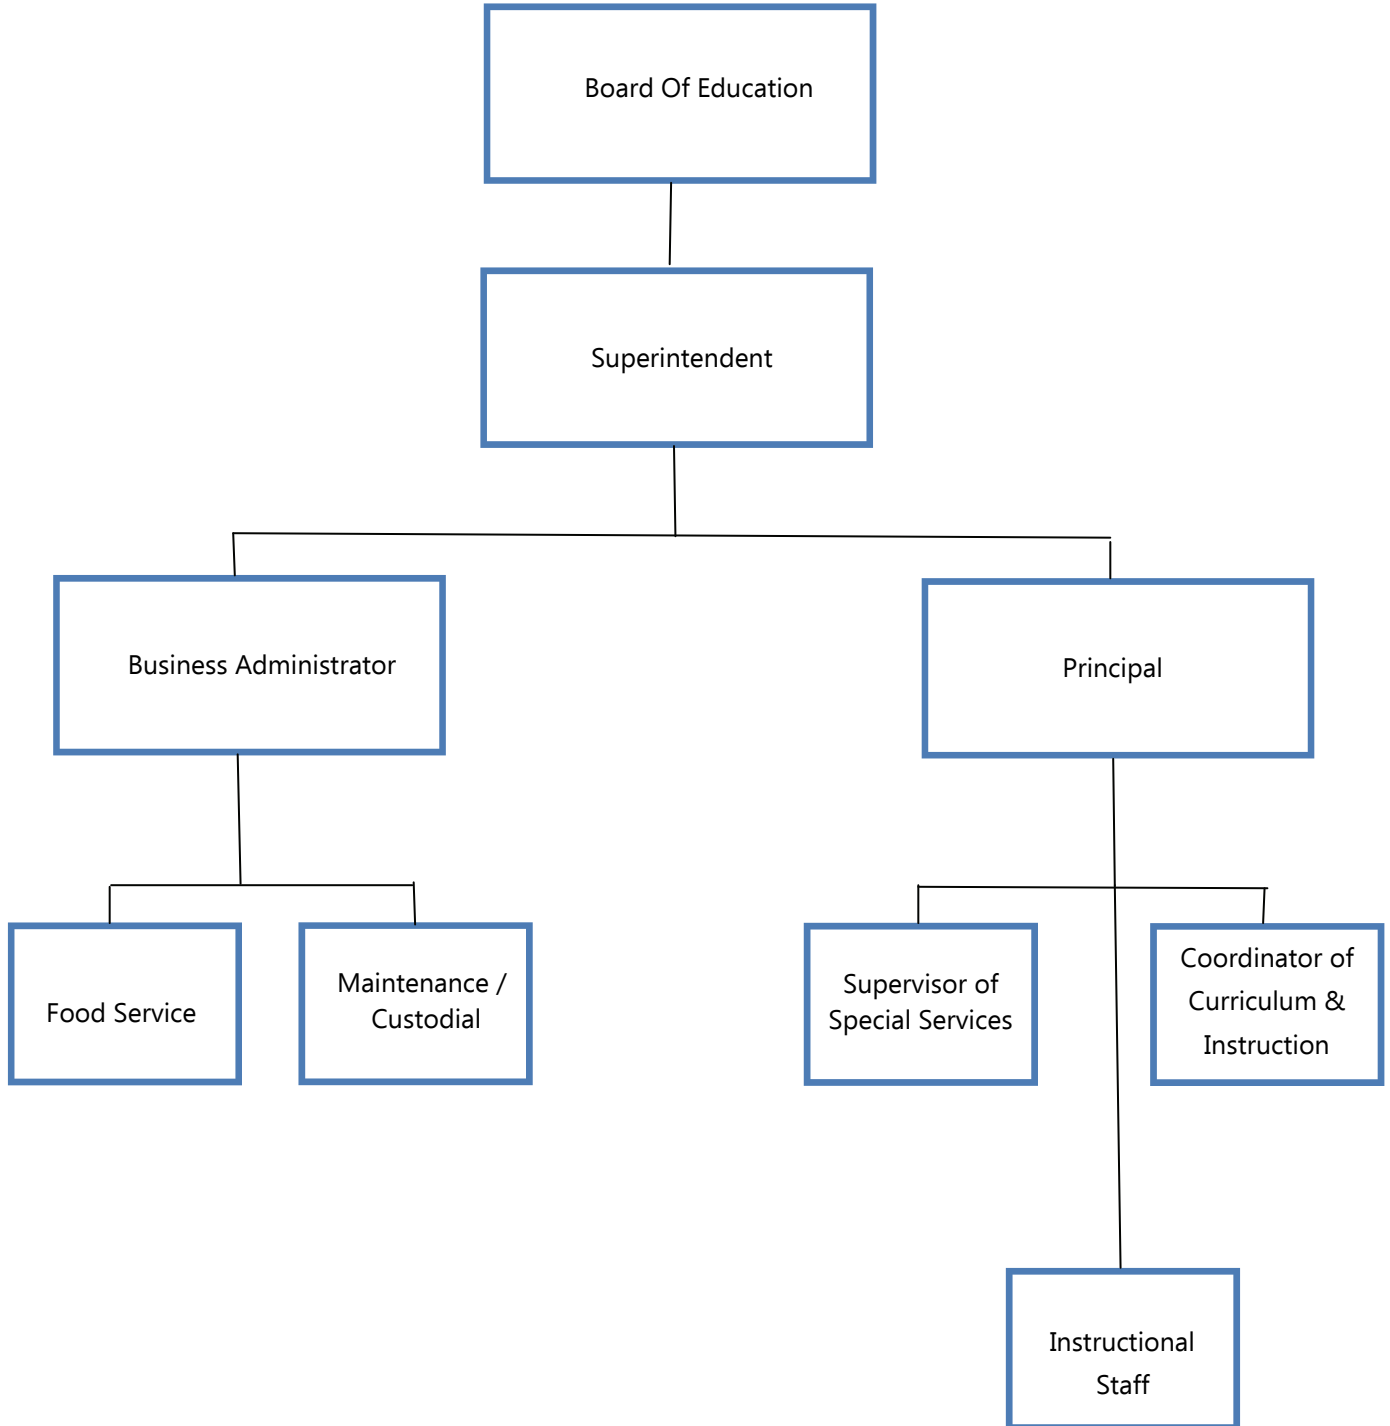 Board Of Education
Superintendent
Business Administrator
Principal
Food Service
Maintenance /
Custodial
Supervisor of
Special Services
Coordinator of
Curriculum &
Instruction
Instructional
Staff